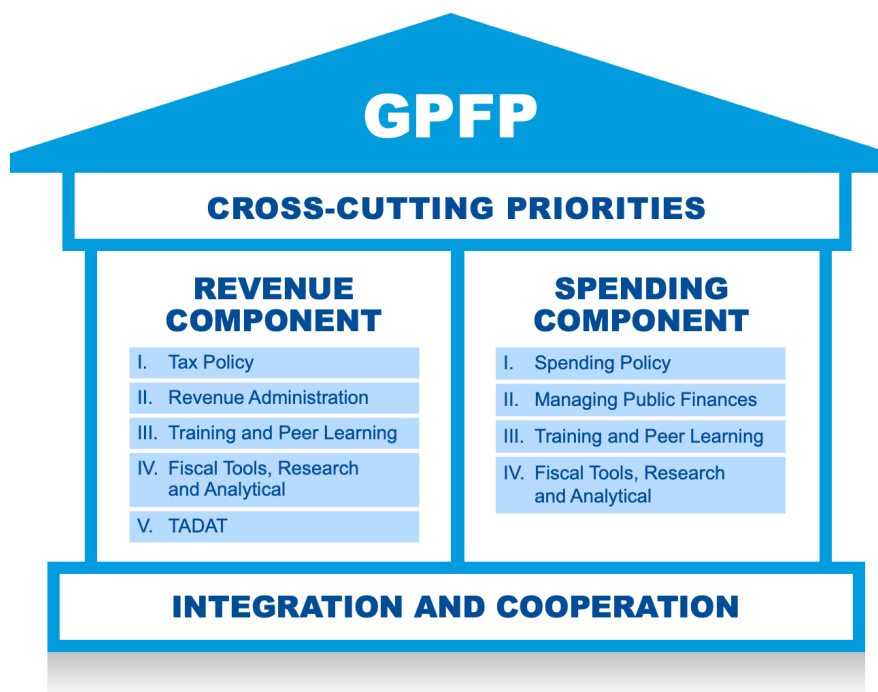 GPFP
CROSS-CUTTING PRIORITIES
REVENUE
COMPONENT
I. Tax Policy
II. Revenue Administration
III. Training and Peer Learning
IV. Fiscal Tools, Research
and Analytical
V. TADAT
SPENDING
COMPONENT
I. Spending Policy
II. Managing Public Finances
III. Training and Peer Learning
IV. Fiscal Tools, Research
and Analytical
INTEGRATION AND COOPERATION